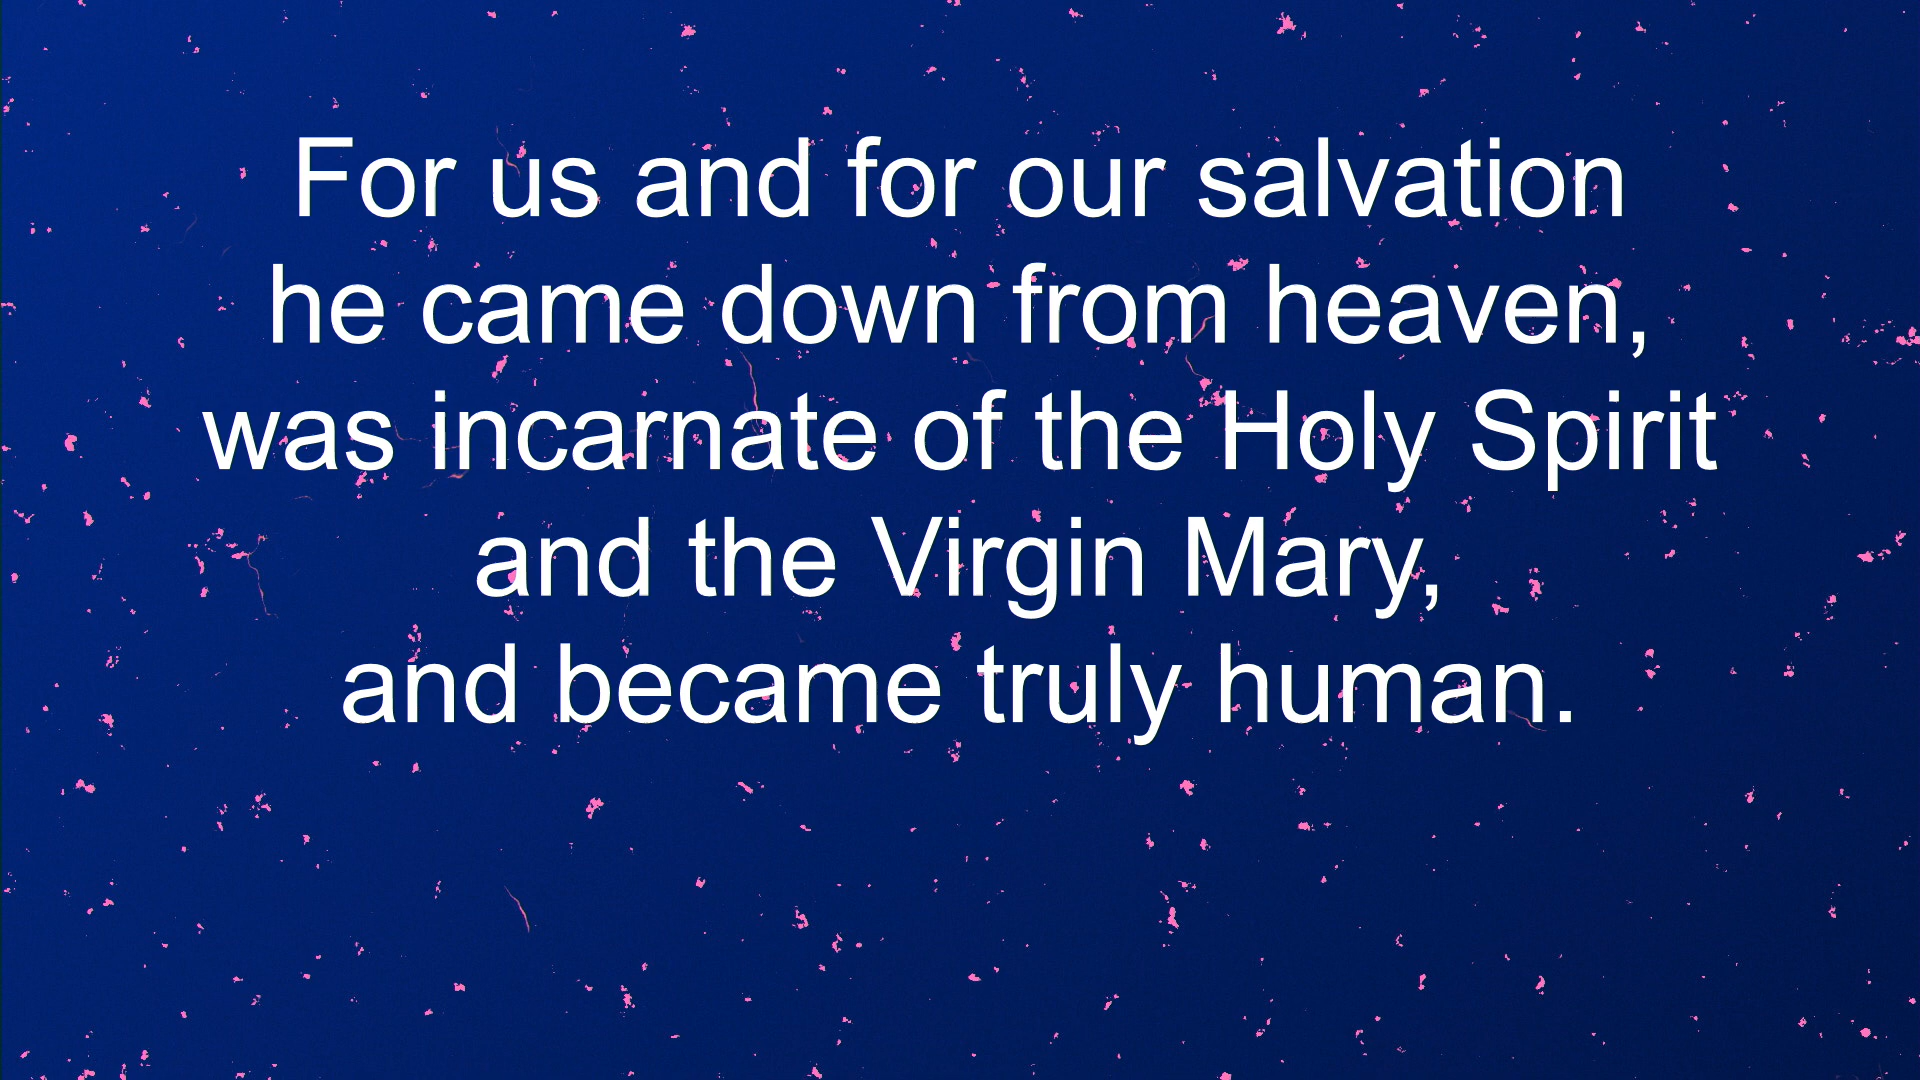 For us and for our salvation
he came down from heaven,
was incarnate of the Holy Spirit
and the Virgin Mary,
and became truly human.